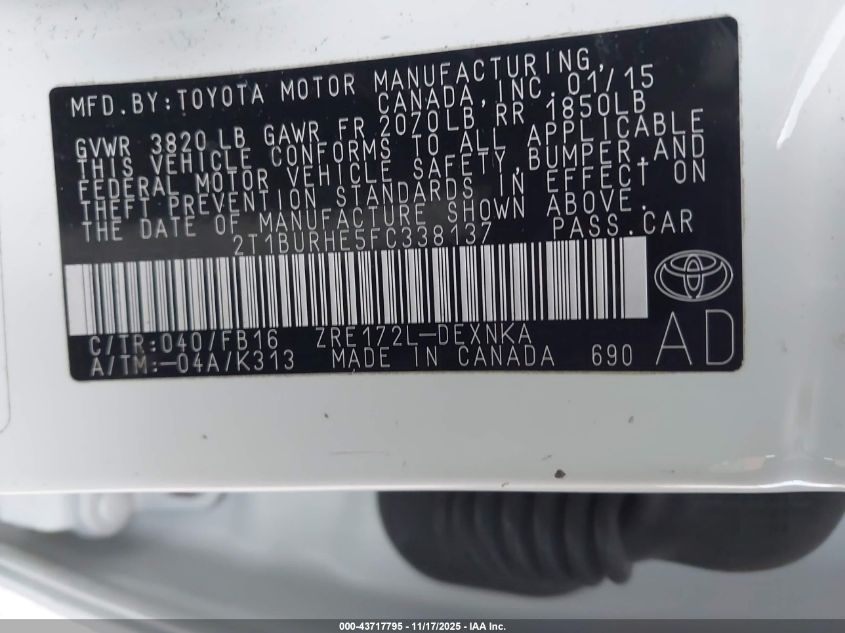 MFD.BY:TOYOTA MOTOR MANUFACTURING,
CANADA,INC.01/15
GVWR 3820 LB GAWR FR 2070LB RR 1850LB
THIS VEHICLE CONFORMS TO ALL APPLICABLE
FEDERAL MOTOR VEHICLE SAFETY,BUMPER,AND
THEFT PREVENTION STANDARDS IN EFFECT ON
THE DATE OF MANUFACTURE SHOWN ABOVE.
2T1BURHE5FC338137 PASS.CAR
C/TR:040/FB16 ZRE172L-DEXNKA
A/TM:-04A/K313 MADE IN CANADA 690 AD
000-43717795 - 11/17/2025 - IAA Inc.